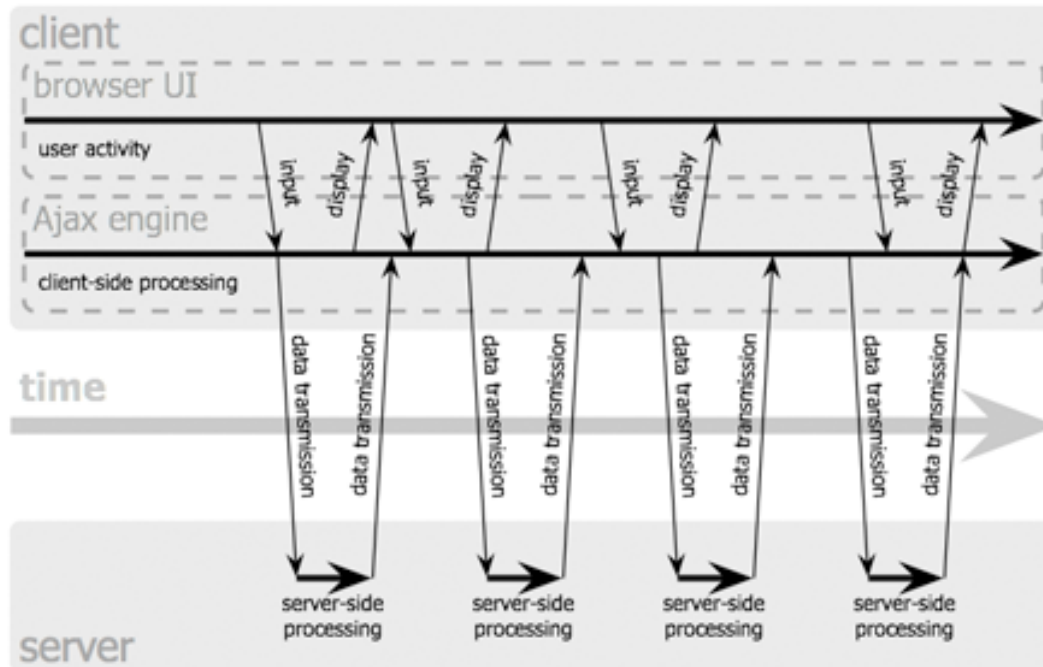 client
browser UI
user activity
input
display
input
display
input
display
input
display
Ajax engine
client-side processing
data transmission
data transmission
data transmission
data transmission
data transmission
data transmission
data transmission
data transmission
time
server-side
processing
server-side
processing
server-side
processing
server-side
processing
server